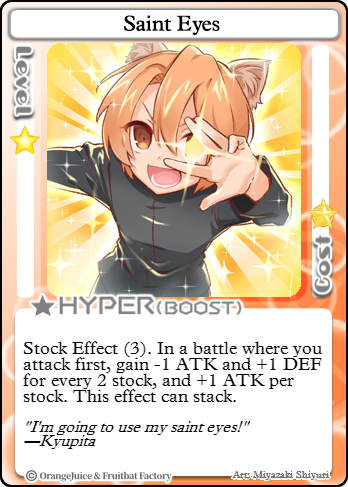 Saint Eyes
Level
Cost
HYPER(BOOST)
Stock Effect (3). In a battle where you
attack first, gain -1 ATK and +1 DEF
for every 2 stock, and +1 ATK per
stock. This effect can stack.
"I'm going to use my saint eyes!"
—Kyupita
© OrangeJuice & Fruitbat Factory
Art: Miyazaki Shiyuri